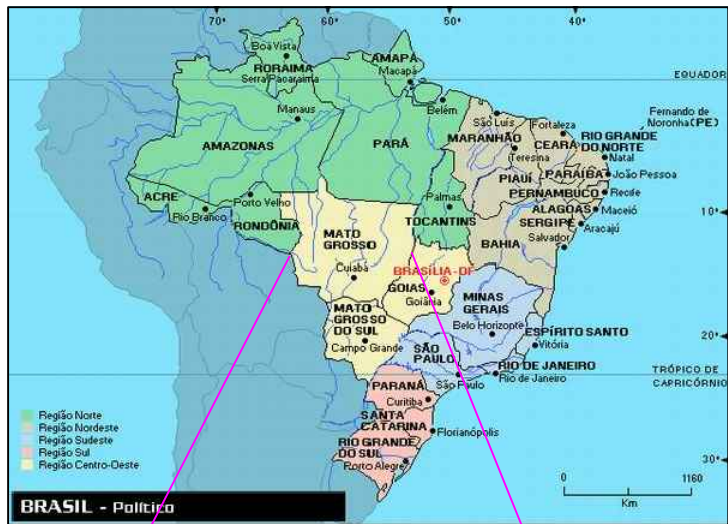 70° 60° 50° 40°
Boa Vista
RORAIMA
Serra Pacaraima
AMAPÁ
Macapá
EQUADOR
Manaus
Belém
São Luís
Fortaleza
Fernando de
Noronha(PE)
AMAZONAS
PARÁ
MARANHÃO
Teresina
CEARÁ
RIO GRANDE
DO NORTE
Natal
PIAUÍ
PARAÍBA
João Pessoa
ACRE
Rio Branco
Porto Velho
RONDÔNIA
Palmas
TOCANTINS
PERNAMBUCO
Recife
ALAGOAS
Maceió
SERGIPE
Aracajú
10°
MATO
GROSSO
Cuiabá
BAHIA
Salvador
BRASÍLIA-DF
GOIÁS
Goiânia
MINAS
GERAIS
Belo Horizonte
MATO
GROSSO
DO SUL
Campo Grande
ESPÍRITO SANTO
Vitória
20°
SÃO
PAULO
São Paulo
RIO DE JANEIRO
Rio de Janeiro
TRÓPICO DE
CAPRICÓRNIO
PARANÁ
Curitiba
SANTA
CATARINA
Florianópolis
RIO GRANDE
DO SUL
Porto Alegre
30°
Região Norte
Região Nordeste
Região Sudeste
Região Sul
Região Centro-Oeste
0 1160
Km
BRASIL - Político